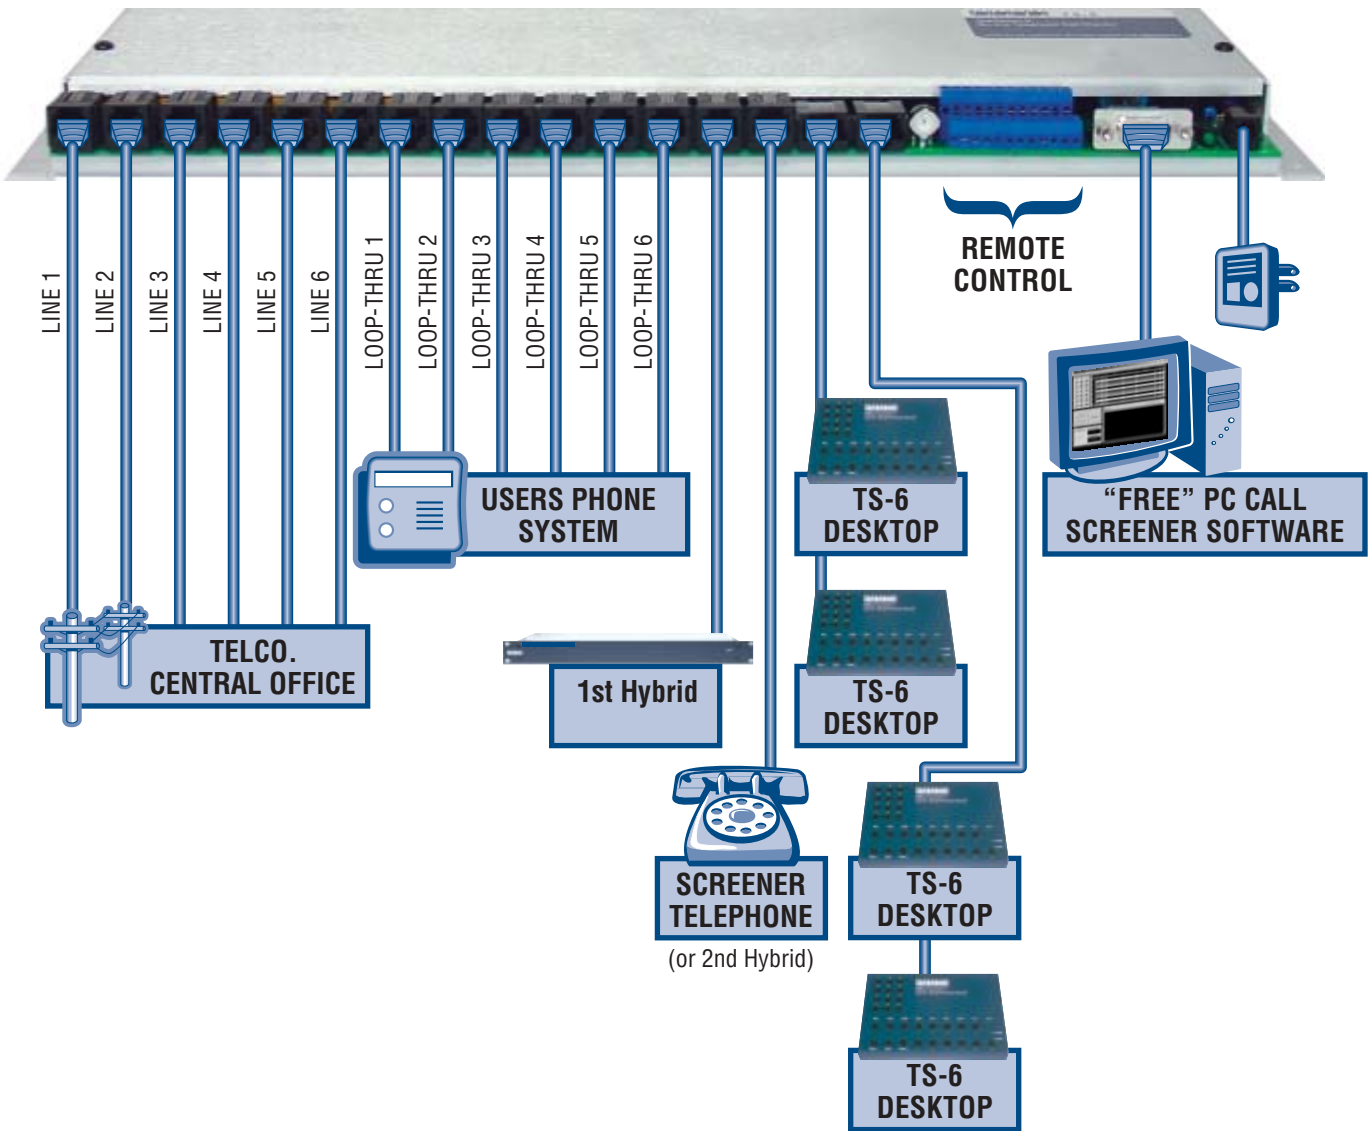 LINE 1
LINE 2
LINE 3
LINE 4
LINE 5
LINE 6
LOOP-THRU 1
LOOP-THRU 2
LOOP-THRU 3
LOOP-THRU 4
LOOP-THRU 5
LOOP-THRU 6
REMOTE
CONTROL
USERS PHONE
SYSTEM
TS-6
DESKTOP
“FREE” PC CALL
SCREENER SOFTWARE
TELCO.
CENTRAL OFFICE
1st Hybrid
TS-6
DESKTOP
SCREENER
TELEPHONE
(or 2nd Hybrid)
TS-6
DESKTOP
TS-6
DESKTOP